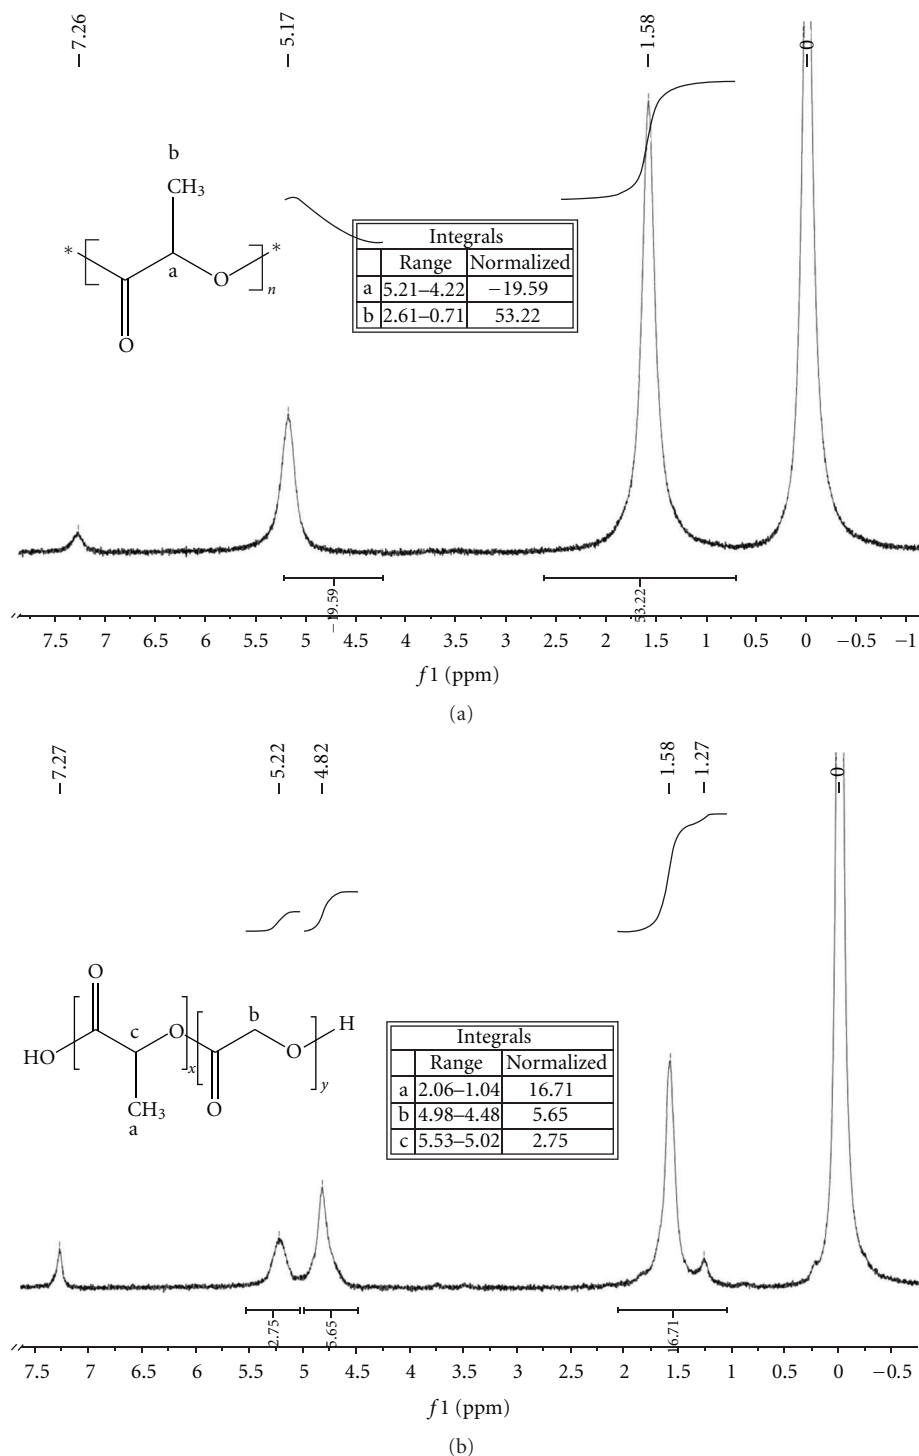 7.26
5.17
1.58
0
b
CH3
* [ ]n *
a
O
O
Integrals
Range Normalized
a 5.21–4.22 −19.59
b 2.61–0.71 53.22
−19.59
53.22
7.5 7 6.5 6 5.5 5 4.5 4 3.5 3 2.5 2 1.5 1 0.5 0 −0.5 −1
f1 (ppm)
(a)
7.27
5.22
4.82
1.58
1.27
0
O
c
b
HO
O
x
O
H
y
O
CH3
a
Integrals
Range Normalized
a 2.06–1.04 16.71
b 4.98–4.48 5.65
c 5.53–5.02 2.75
2.75
5.65
16.71
7.5 7 6.5 6 5.5 5 4.5 4 3.5 3 2.5 2 1.5 1 0.5 0 −0.5
f1 (ppm)
(b)